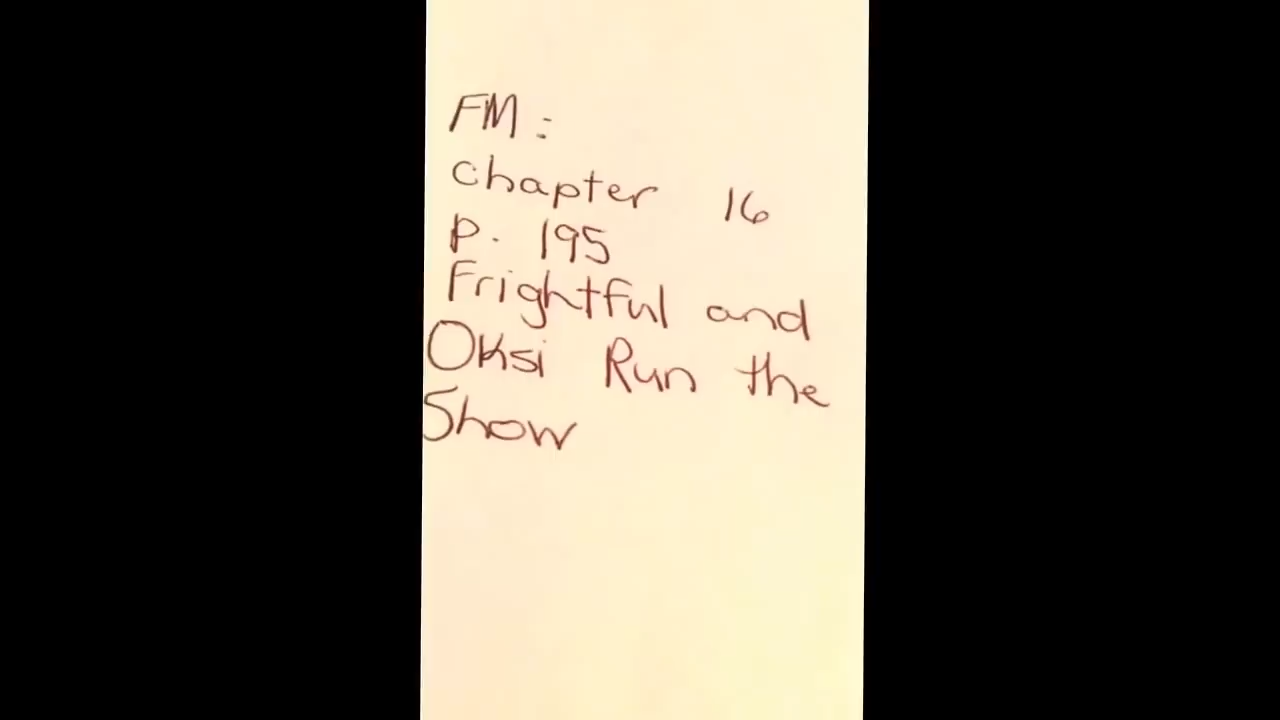 FM:
chapter 16
p. 195
Frightful and
Oksi Run the
Show